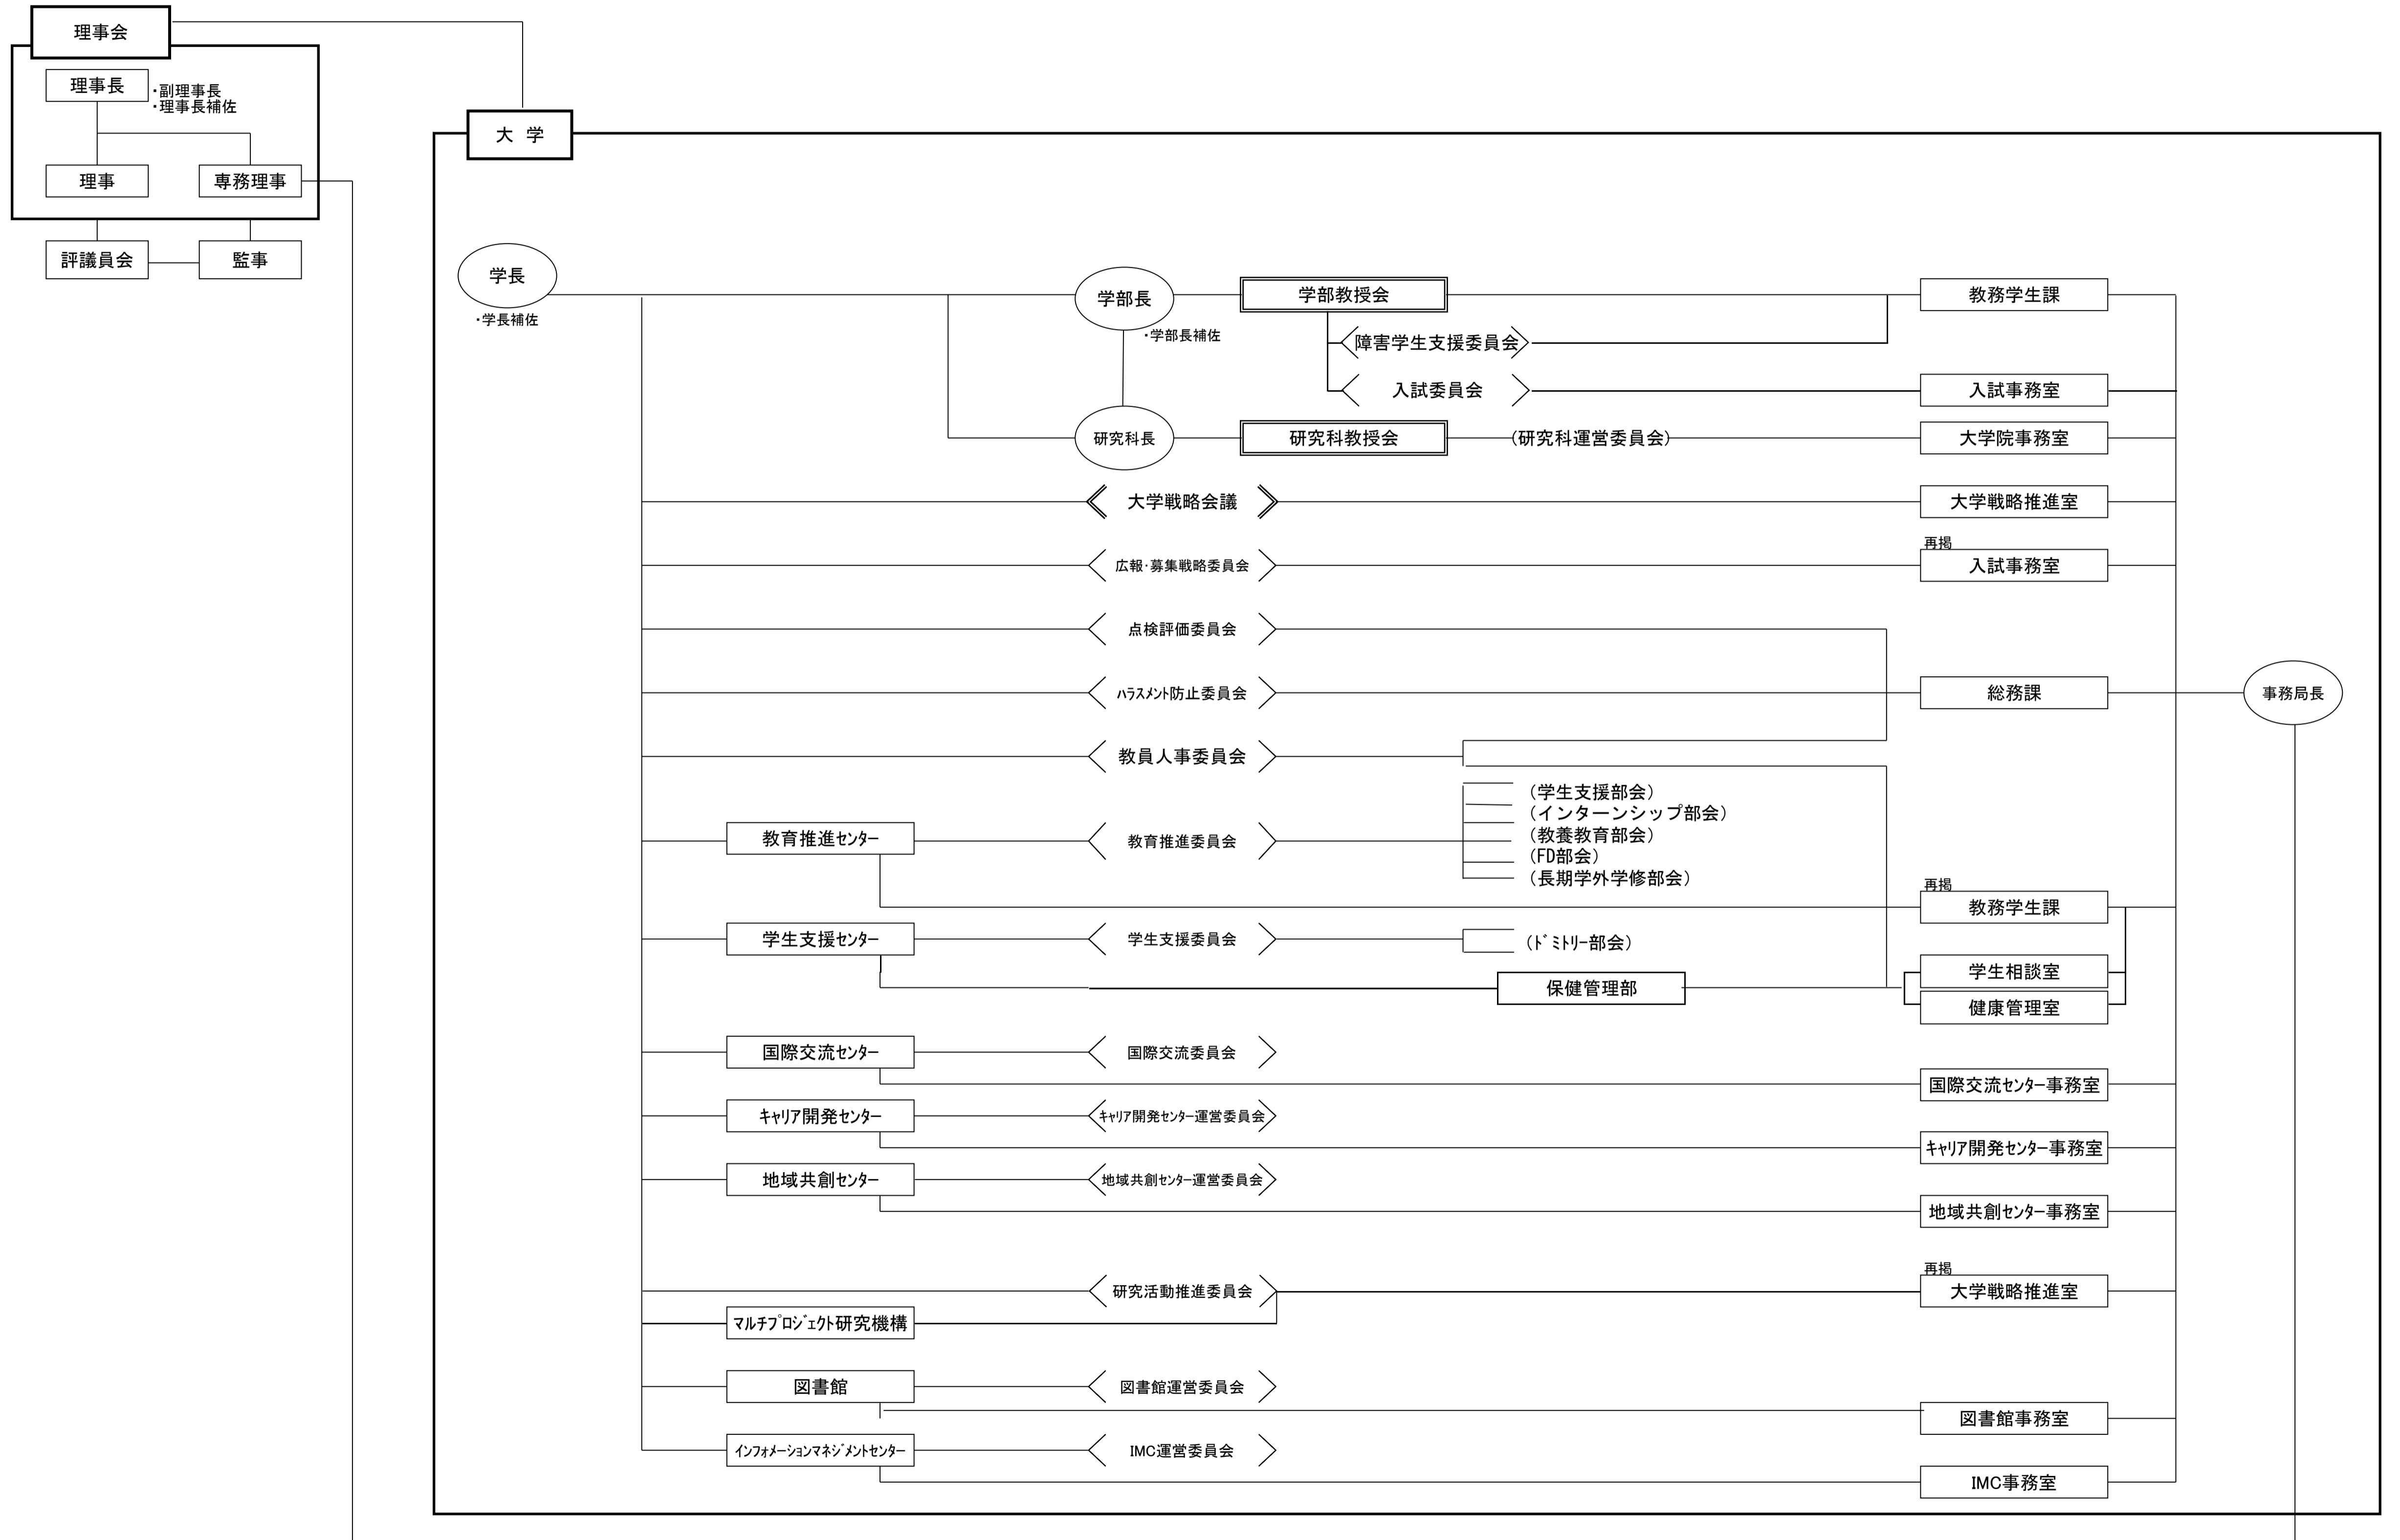 理事会
理事長
・副理事長
・理事長補佐
理事
専務理事
評議員会
監事
大　学
学長
・学長補佐
学部長
・学部長補佐
学部教授会
教務学生課
障害学生支援委員会
入試委員会
入試事務室
研究科長
研究科教授会
(研究科運営委員会)
大学院事務室
大学戦略会議
大学戦略推進室
広報・募集戦略委員会
再掲
入試事務室
点検評価委員会
ﾊﾗｽﾒﾝﾄ防止委員会
総務課
事務局長
教員人事委員会
教育推進ｾﾝﾀｰ
教育推進委員会
（学生支援部会）
（インターンシップ部会）
（教養教育部会）
（FD部会）
（長期学外学修部会）
再掲
教務学生課
学生支援ｾﾝﾀｰ
学生支援委員会
（ﾄﾞﾐﾄﾘｰ部会）
保健管理部
学生相談室
健康管理室
国際交流ｾﾝﾀｰ
国際交流委員会
国際交流ｾﾝﾀｰ事務室
ｷｬﾘｱ開発ｾﾝﾀｰ
ｷｬﾘｱ開発ｾﾝﾀｰ運営委員会
ｷｬﾘｱ開発ｾﾝﾀｰ事務室
地域共創ｾﾝﾀｰ
地域共創ｾﾝﾀｰ運営委員会
地域共創ｾﾝﾀｰ事務室
研究活動推進委員会
再掲
大学戦略推進室
ﾏﾙﾁﾌﾟﾛｼﾞｪｸﾄ研究機構
図書館
図書館運営委員会
図書館事務室
ｲﾝﾌｫﾒｰｼｮﾝﾏﾈｼﾞﾒﾝﾄｾﾝﾀｰ
IMC運営委員会
IMC事務室